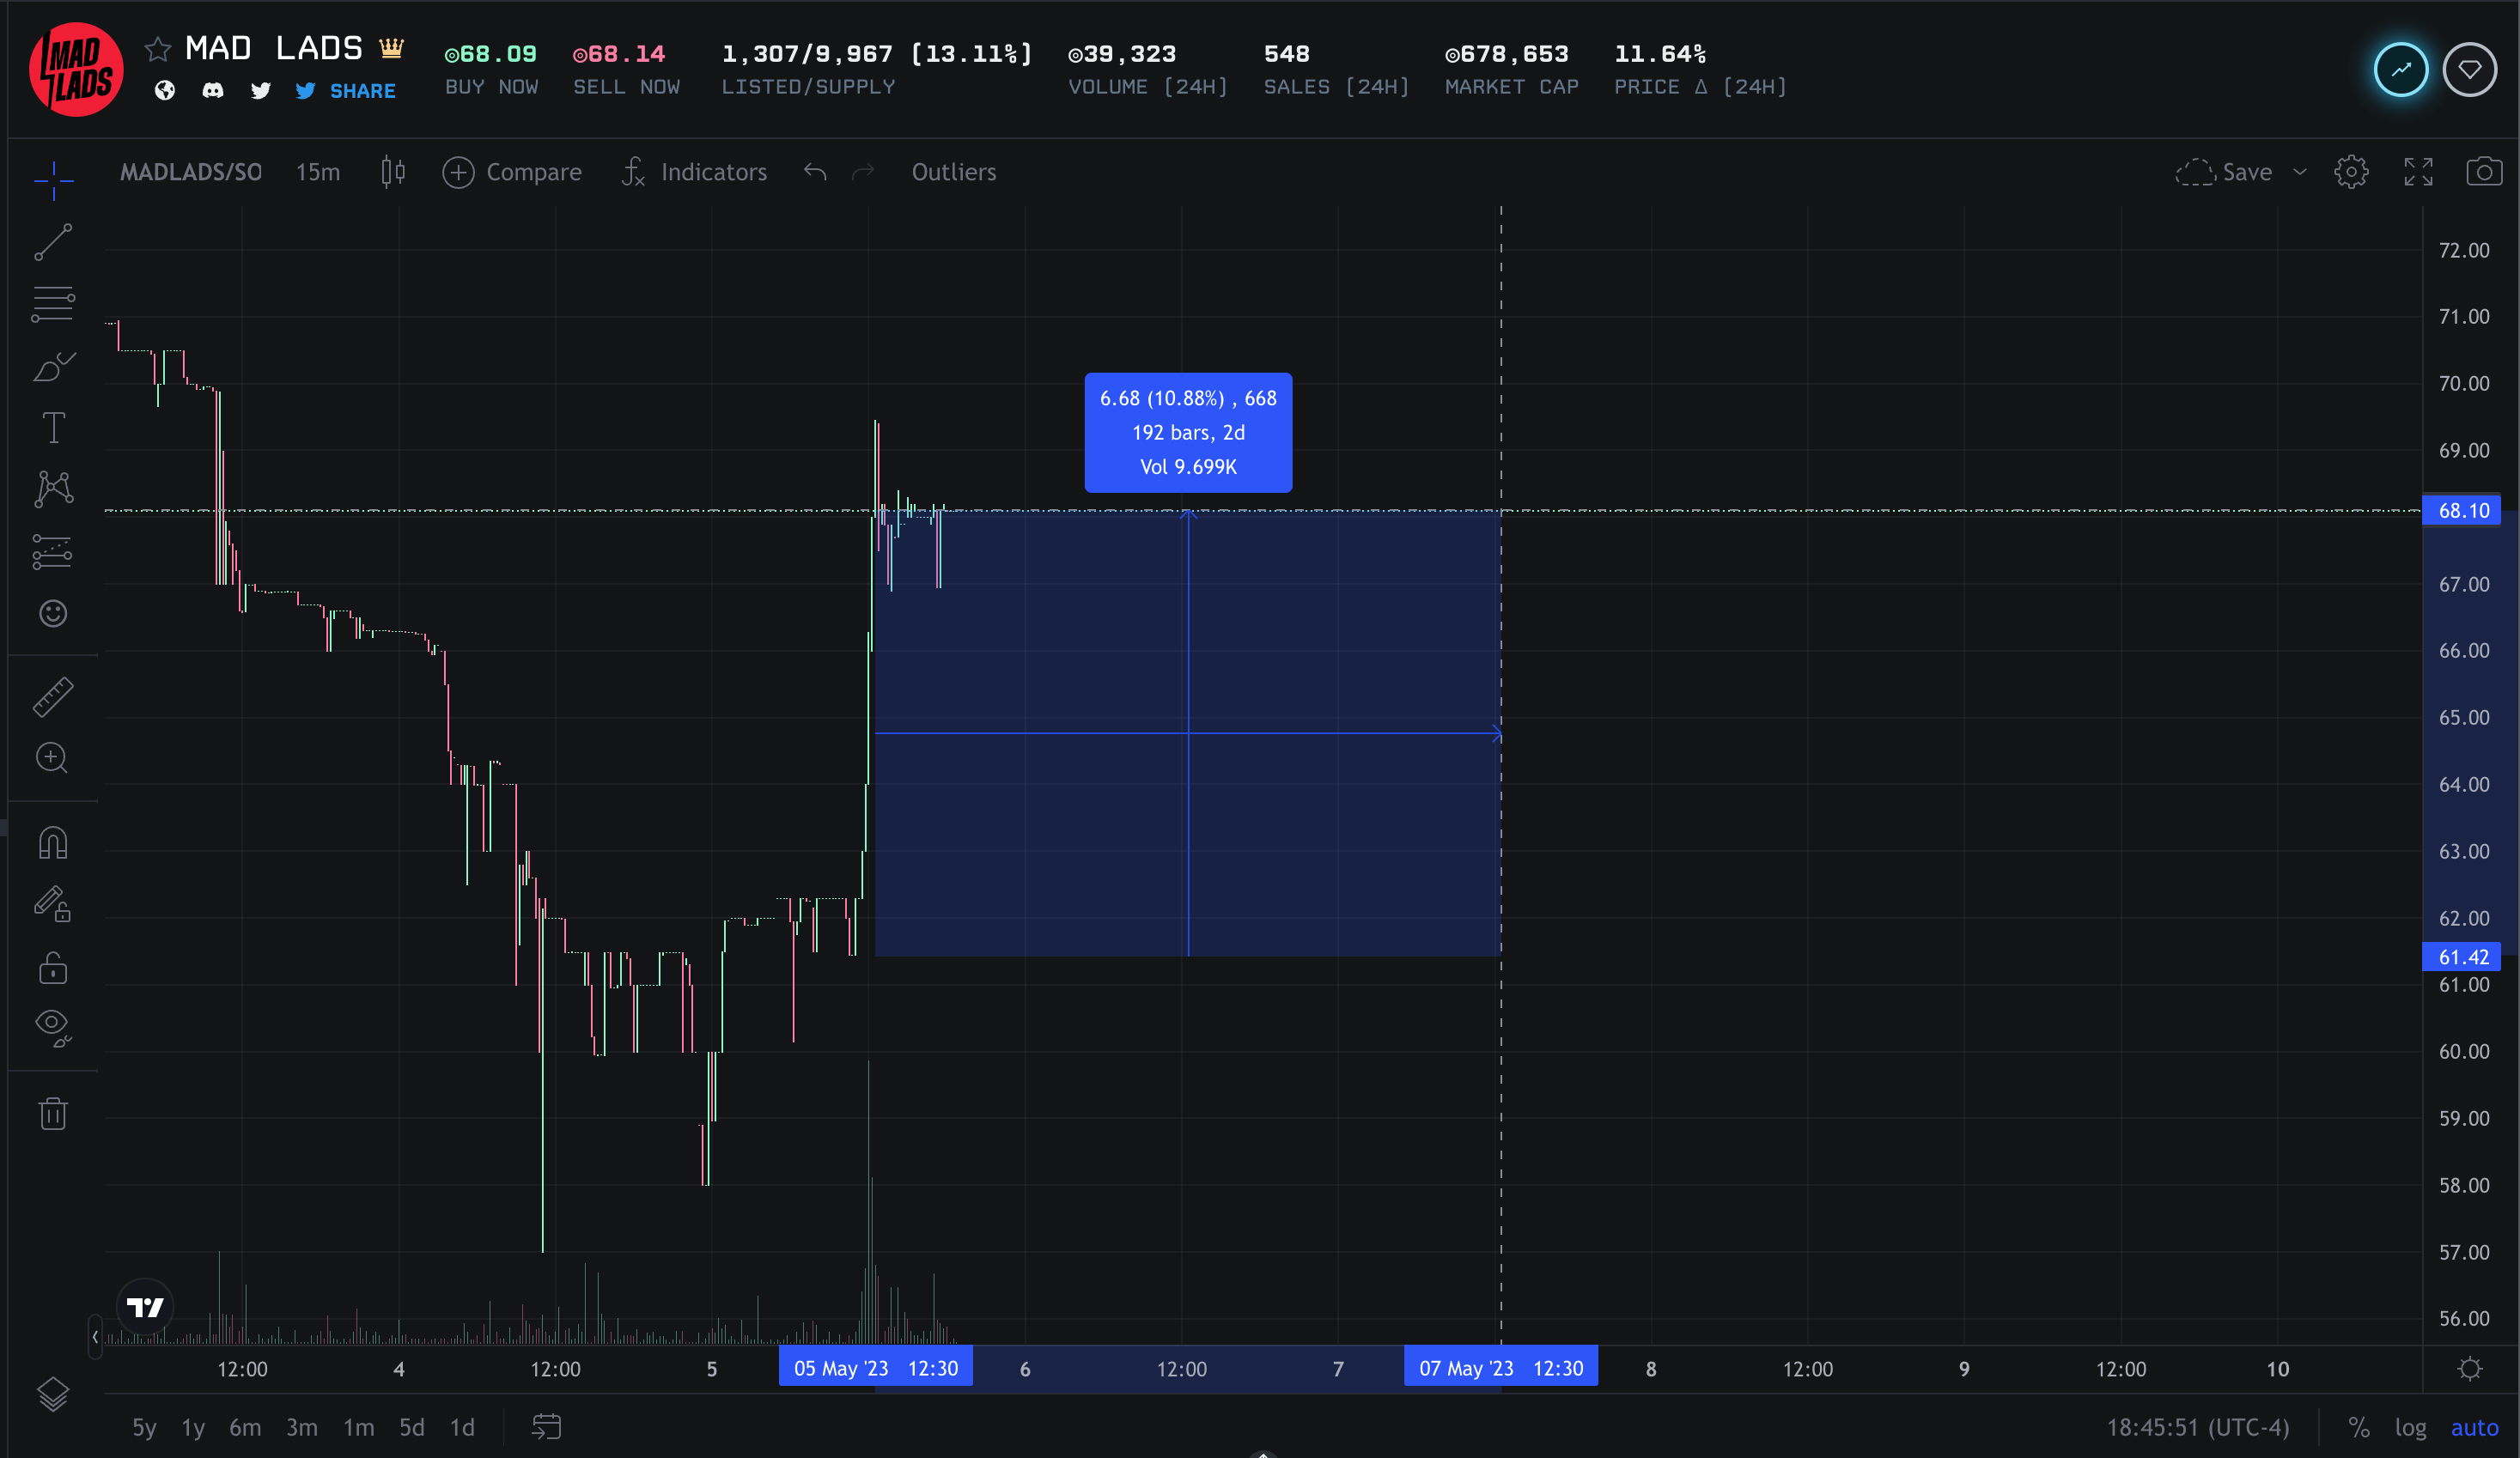 MAD LADS
MAD LADS
SHARE
◎68.09
BUY NOW
◎68.14
SELL NOW
1,307/9,967 [13.11%]
LISTED/SUPPLY
◎39,323
VOLUME [24H]
548
SALES [24H]
◎678,653
MARKET CAP
11.64%
PRICE Δ [24H]
MADLADS/SO
15m
Compare
Indicators
Outliers
Save
6.68 (10.88%) , 668
192 bars, 2d
Vol 9.699K
72.00
71.00
70.00
69.00
68.10
67.00
66.00
65.00
64.00
63.00
62.00
61.42
61.00
60.00
59.00
58.00
57.00
56.00
12:00 4 12:00 5 05 May '23 12:30 6 12:00 7 07 May '23 12:30 8 12:00 9 12:00 10
5y 1y 6m 3m 1m 5d 1d
18:45:51 (UTC-4) % log auto